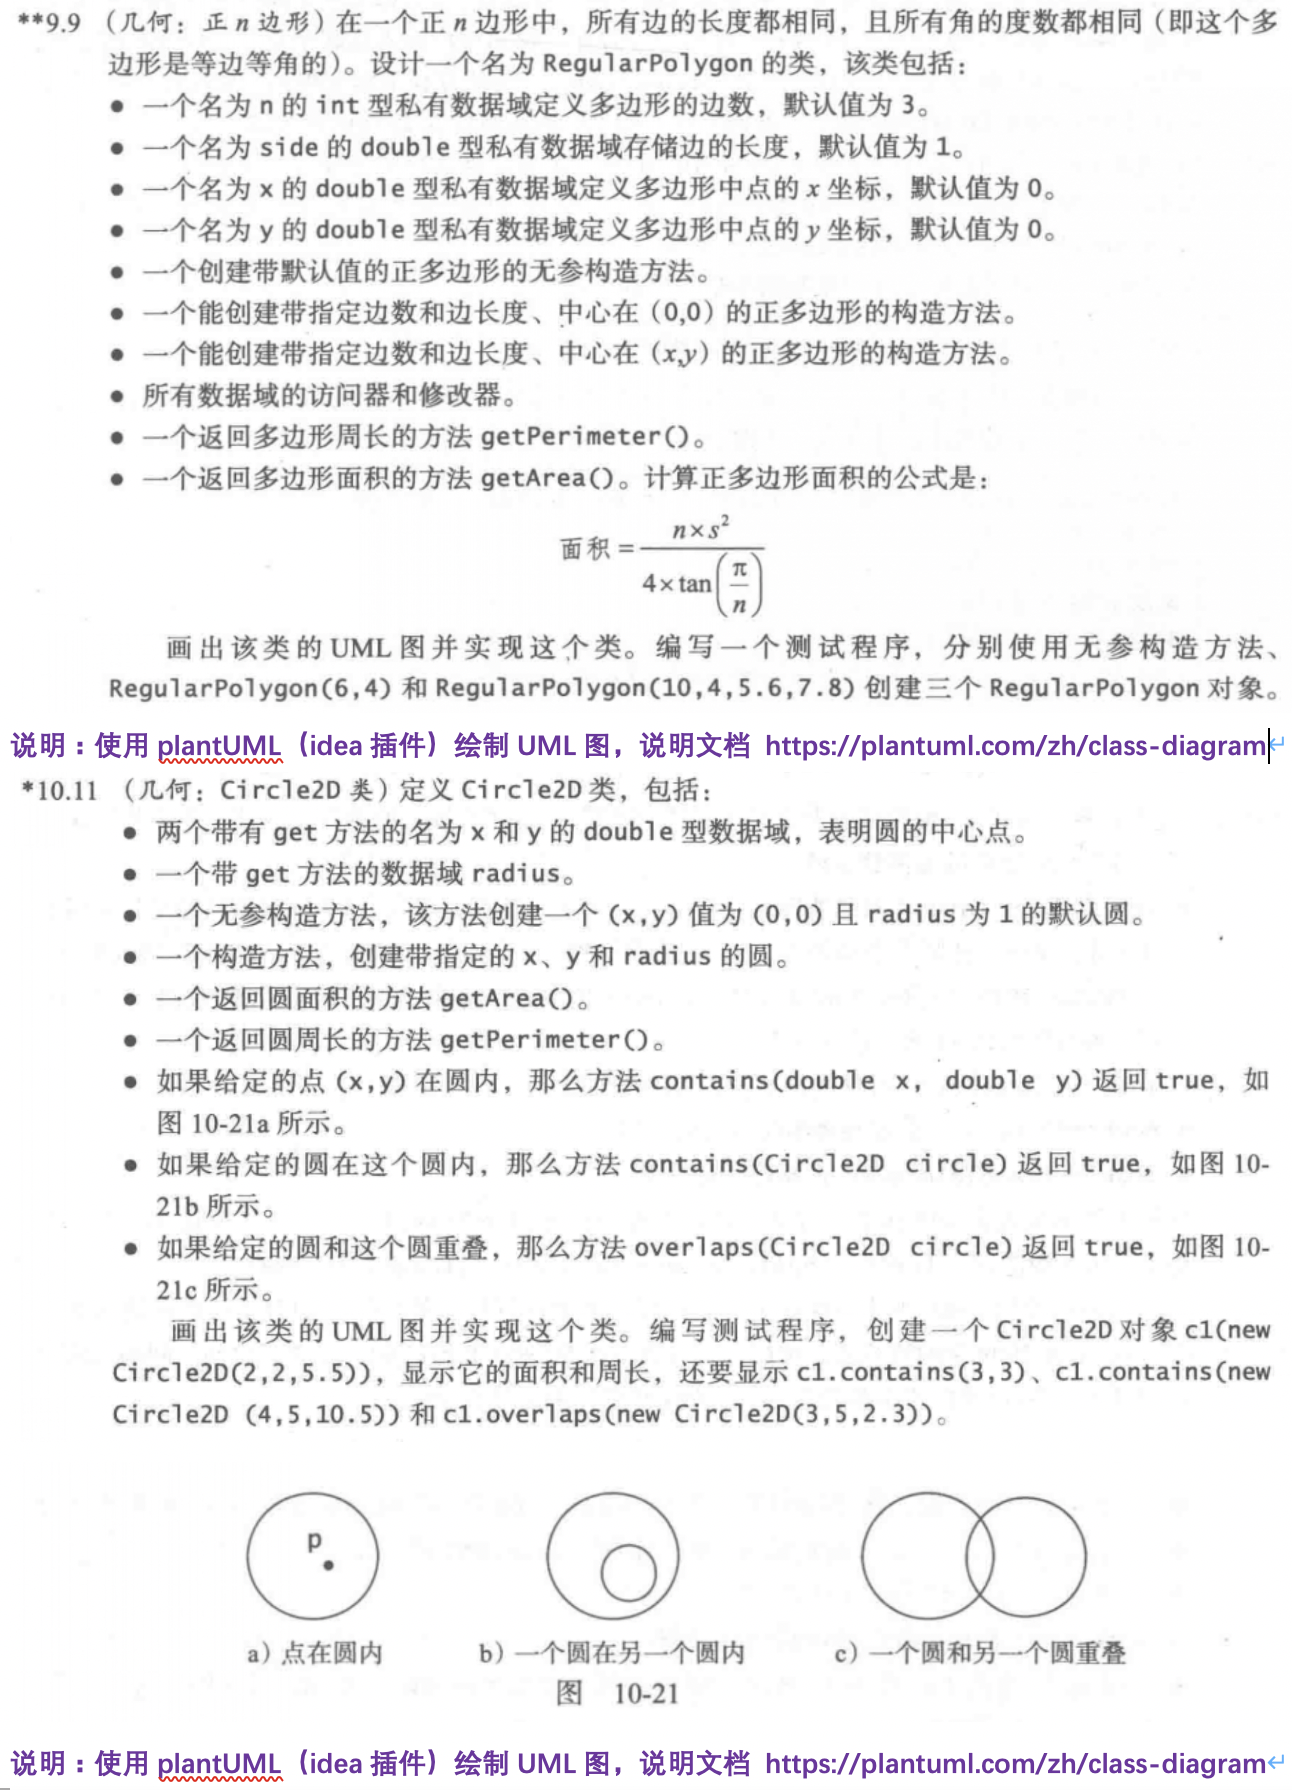 **9.9 （几何：正 n 边形）在一个正 n 边形中，所有边的长度都相同，且所有角的度数都相同（即这个多
边形是等边等角的）。设计一个名为 RegularPolygon 的类，该类包括：
● 一个名为 n 的 int 型私有数据域定义多边形的边数，默认值为 3。
● 一个名为 side 的 double 型私有数据域存储边的长度，默认值为 1。
● 一个名为 x 的 double 型私有数据域定义多边形中点的 x 坐标，默认值为 0。
● 一个名为 y 的 double 型私有数据域定义多边形中点的 y 坐标，默认值为 0。
● 一个创建带默认值的正多边形的无参构造方法。
● 一个能创建带指定边数和边长度、中心在（0,0）的正多边形的构造方法。
● 一个能创建带指定边数和边长度、中心在（x,y）的正多边形的构造方法。
● 所有数据域的访问器和修改器。
● 一个返回多边形周长的方法 getPerimeter()。
● 一个返回多边形面积的方法 getArea()。计算正多边形面积的公式是：
面积 = n×s² / (4×tan(π/n))
画出该类的 UML 图并实现这个类。编写一个测试程序，分别使用无参构造方法、
RegularPolygon(6,4) 和 RegularPolygon(10,4,5.6,7.8) 创建三个 RegularPolygon 对象。
说明：使用 plantUML（idea 插件）绘制 UML 图，说明文档 https://plantuml.com/zh/class-diagram
*10.11 （几何：Circle2D 类）定义 Circle2D 类，包括：
● 两个带有 get 方法的名为 x 和 y 的 double 型数据域，表明圆的中心点。
● 一个带 get 方法的数据域 radius。
● 一个无参构造方法，该方法创建一个 (x,y) 值为 (0,0) 且 radius 为 1 的默认圆。
● 一个构造方法，创建带指定的 x、y 和 radius 的圆。
● 一个返回圆面积的方法 getArea()。
● 一个返回圆周长的方法 getPerimeter()。
● 如果给定的点 (x,y) 在圆内，那么方法 contains(double x, double y) 返回 true，如
图 10-21a 所示。
● 如果给定的圆在这个圆内，那么方法 contains(Circle2D circle) 返回 true，如图 10-
21b 所示。
● 如果给定的圆和这个圆重叠，那么方法 overlaps(Circle2D circle) 返回 true，如图 10-
21c 所示。
画出该类的 UML 图并实现这个类。编写测试程序，创建一个 Circle2D 对象 c1(new
Circle2D(2,2,5.5))，显示它的面积和周长，还要显示 c1.contains(3,3)、c1.contains(new
Circle2D (4,5,10.5)) 和 c1.overlaps(new Circle2D(3,5,2.3))。
p
a）点在圆内 b）一个圆在另一个圆内 c）一个圆和另一个圆重叠
图 10-21
说明：使用 plantUML（idea 插件）绘制 UML 图，说明文档 https://plantuml.com/zh/class-diagram